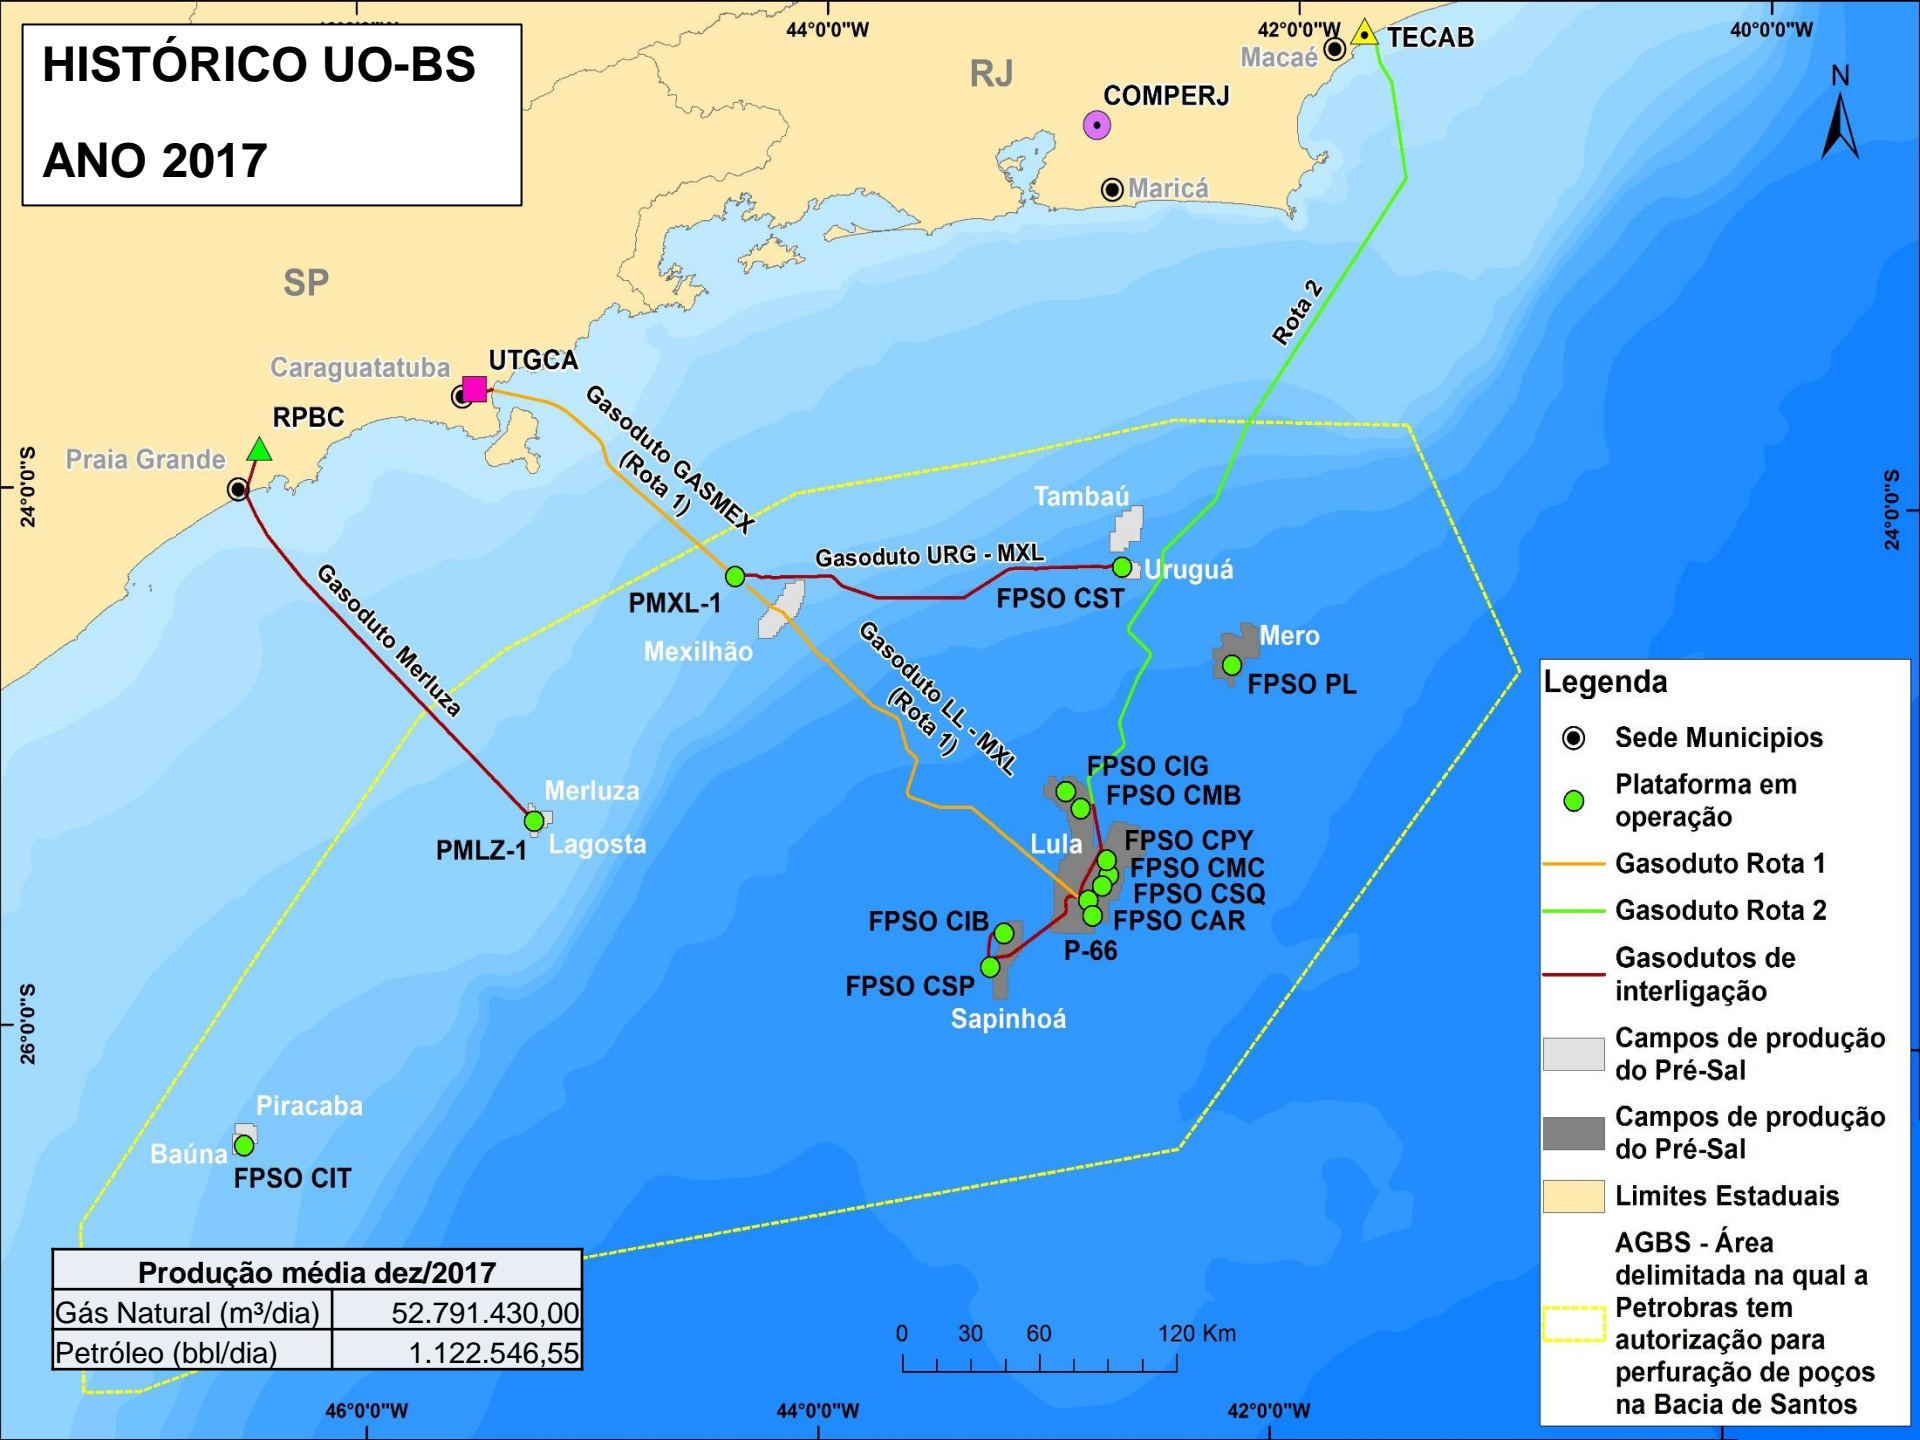 HISTÓRICO UO-BS
ANO 2017
44°0'0"W
42°0'0"W
40°0'0"W
TECAB
Macaé
RJ
COMPERJ
N
Maricá
SP
Rota 2
Caraguatatuba
UTGCA
RPBC
Praia Grande
24°0'0"S
24°0'0"S
Gasoduto GASMEX
(Rota 1)
Tambaú
Gasoduto URG - MXL
Uruguá
FPSO CST
PMXL-1
Mexilhão
Gasoduto Merluza
Gasoduto LL - MXL
(Rota 1)
Mero
FPSO PL
FPSO CIG
FPSO CMB
Merluza
Lagosta
PMLZ-1
Lula
FPSO CPY
FPSO CMC
FPSO CSQ
FPSO CAR
FPSO CIB
P-66
FPSO CSP
Sapinhoá
26°0'0"S
Piracaba
Baúna
FPSO CIT
Legenda
Sede Municipios
Plataforma em
operação
Gasoduto Rota 1
Gasoduto Rota 2
Gasodutos de
interligação
Campos de produção
do Pré-Sal
Campos de produção
do Pré-Sal
Limites Estaduais
AGBS - Área
delimitada na qual a
Petrobras tem
autorização para
perfuração de poços
na Bacia de Santos
Produção média dez/2017
Gás Natural (m³/dia) 52.791.430,00
Petróleo (bbl/dia) 1.122.546,55
0 30 60 120 Km
46°0'0"W
44°0'0"W
42°0'0"W